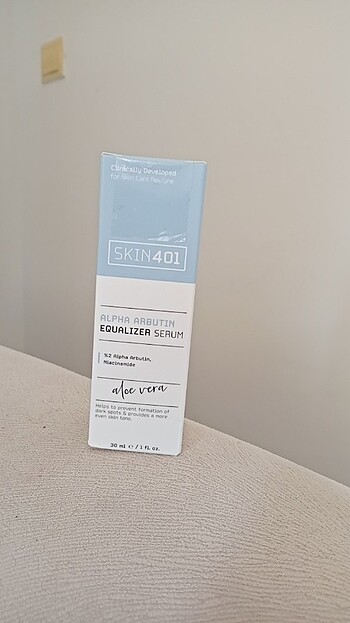 Clinically Developed
for Skin Care Routine
SKIN401
ALPHA ARBUTIN
EQUALIZER SERUM
%2 Alpha Arbutin,
Niacinamide
aloe vera
Helps to prevent formation of
dark spots & provides a more
even skin tone.
30 ml ℮ / 1 fl. oz.